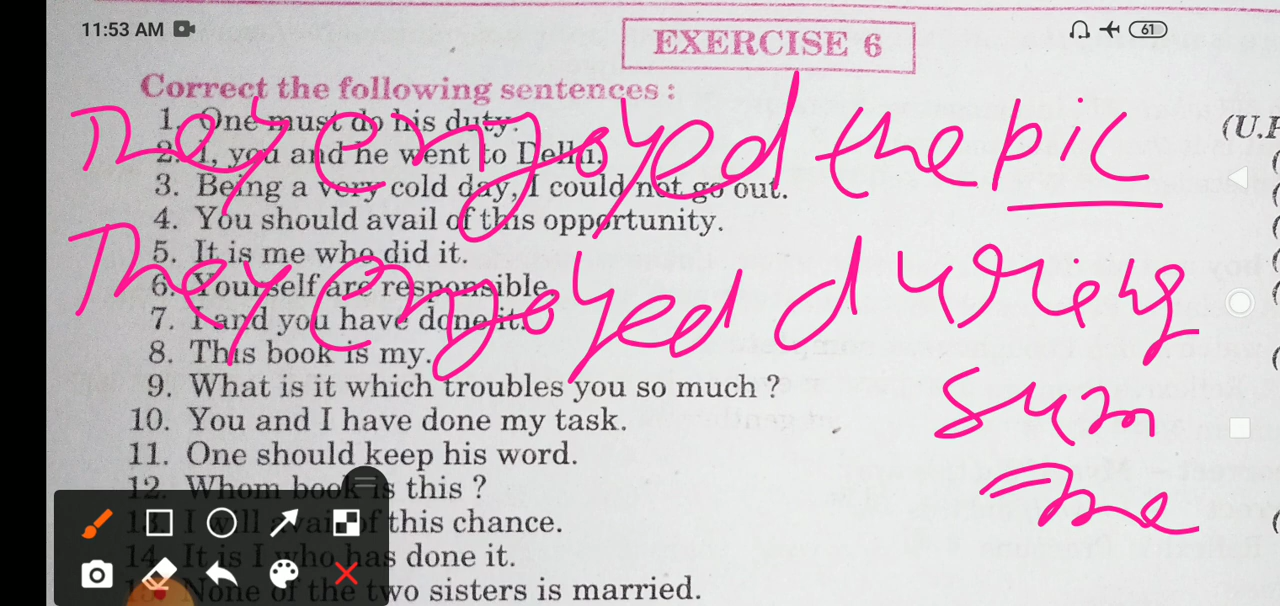 11:53 AM
61
EXERCISE 6
Correct the following sentences :
1. One must do his duty.
(U.P
2. I, you and he went to Delhi.
3. Being a very cold day, I could not go out.
4. You should avail of this opportunity.
5. It is me who did it.
6. Yourself are responsible.
7. I and you have done it.
8. This book is my.
9. What is it which troubles you so much ?
10. You and I have done my task.
11. One should keep his word.
12. Whom book is this ?
13. I will avail of this chance.
14. It is I who has done it.
None of the two sisters is married.
They enjoyed the pic
They enjoyed during
sum
me